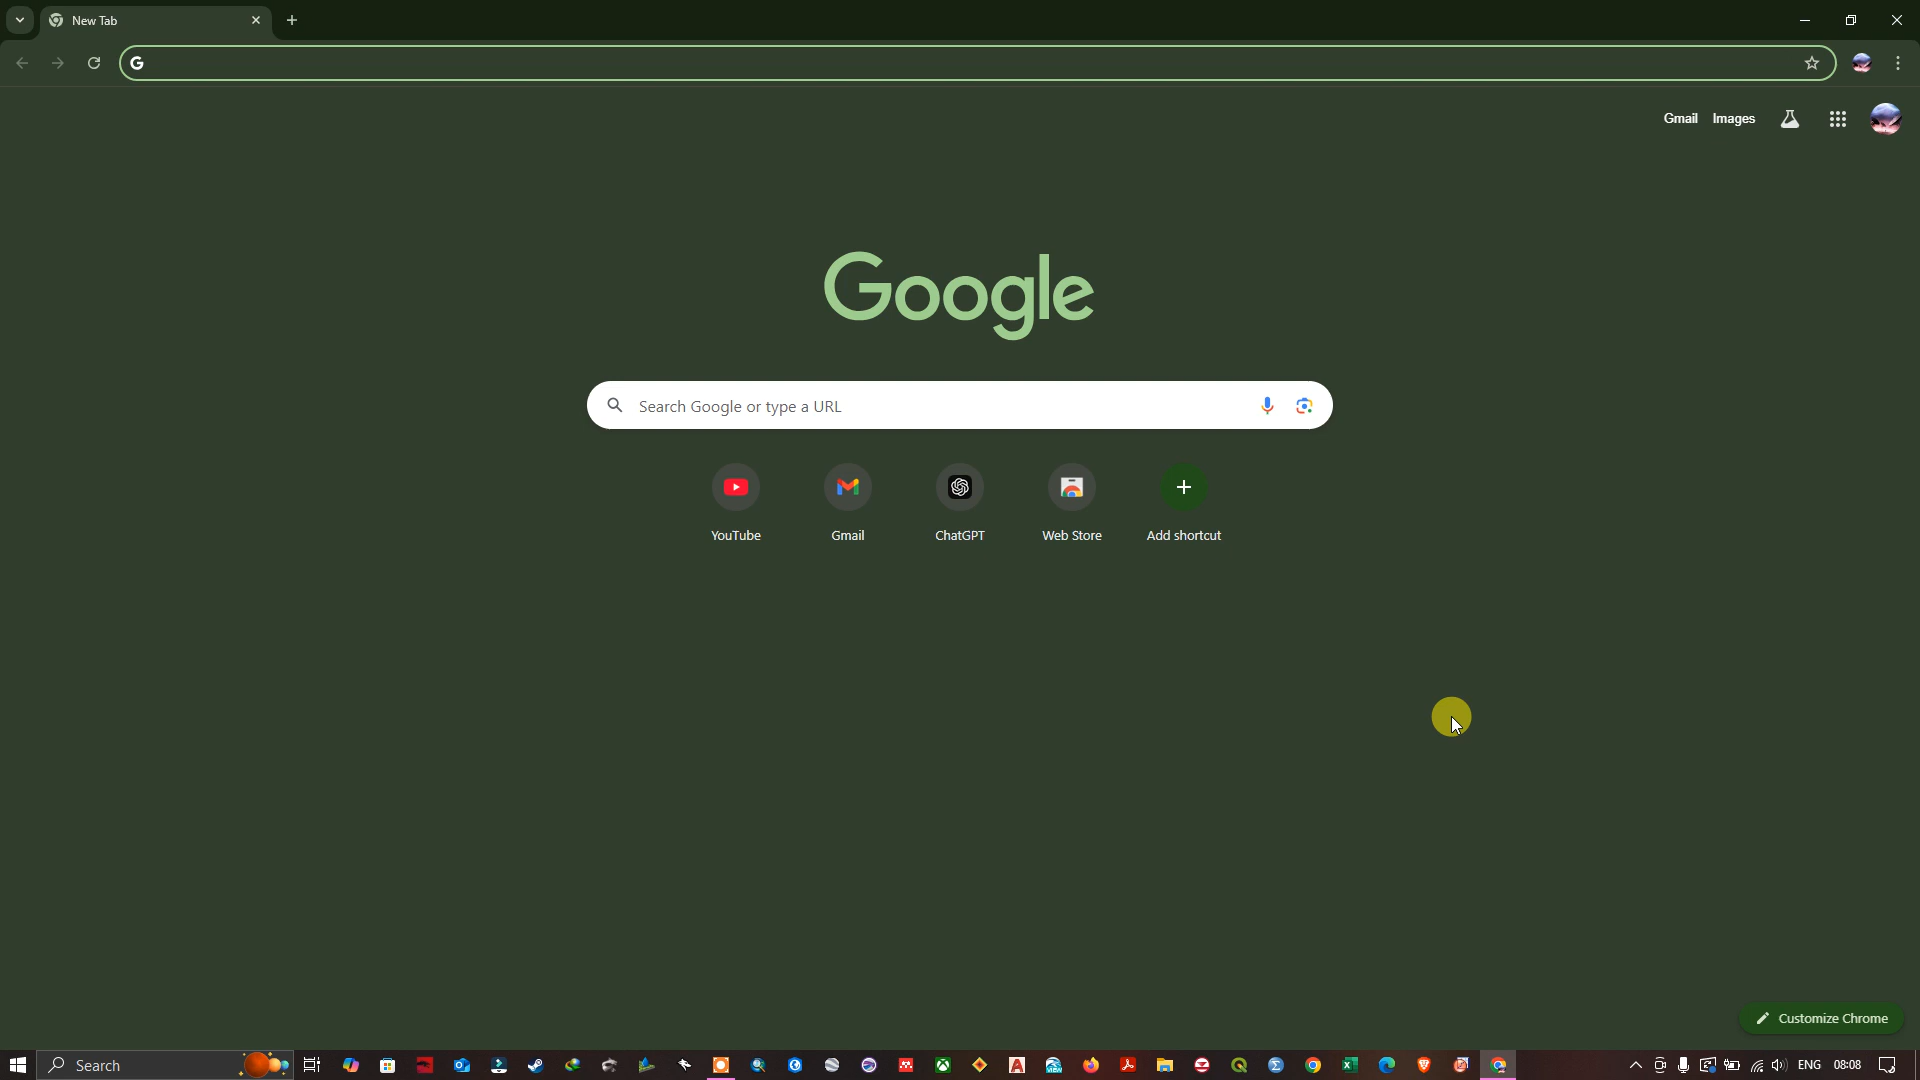 New Tab
Gmail Images
Google
Search Google or type a URL
YouTube Gmail ChatGPT Web Store Add shortcut
Customize Chrome
Search
ENG 08:08